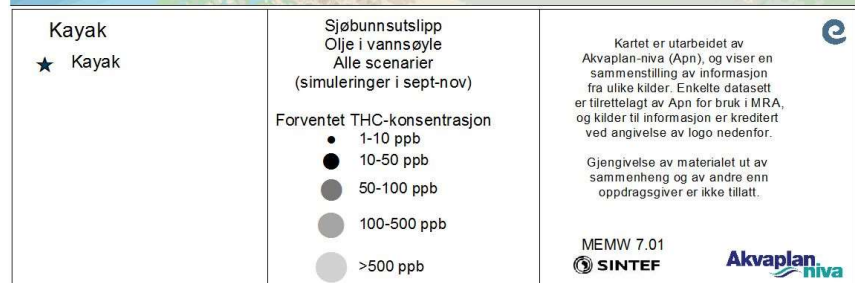 Kayak
Kayak
Sjøbunnsutslipp
Olje i vannsøyle
Alle scenarier
(simuleringer i sept-nov)
Forventet THC-konsentrasjon
1-10 ppb
10-50 ppb
50-100 ppb
100-500 ppb
>500 ppb
Kartet er utarbeidet av
Akvaplan-niva (Apn), og viser en
sammenstilling av informasjon
fra ulike kilder. Enkelte datasett
er tilrettelagt av Apn for bruk i MRA,
og kilder til informasjon er kreditert
ved angivelse av logo nedenfor.
Gjengivelse av materialet ut av
sammenheng og av andre enn
oppdragsgiver er ikke tillatt.
MEMW 7.01
SINTEF
Akvaplan
niva